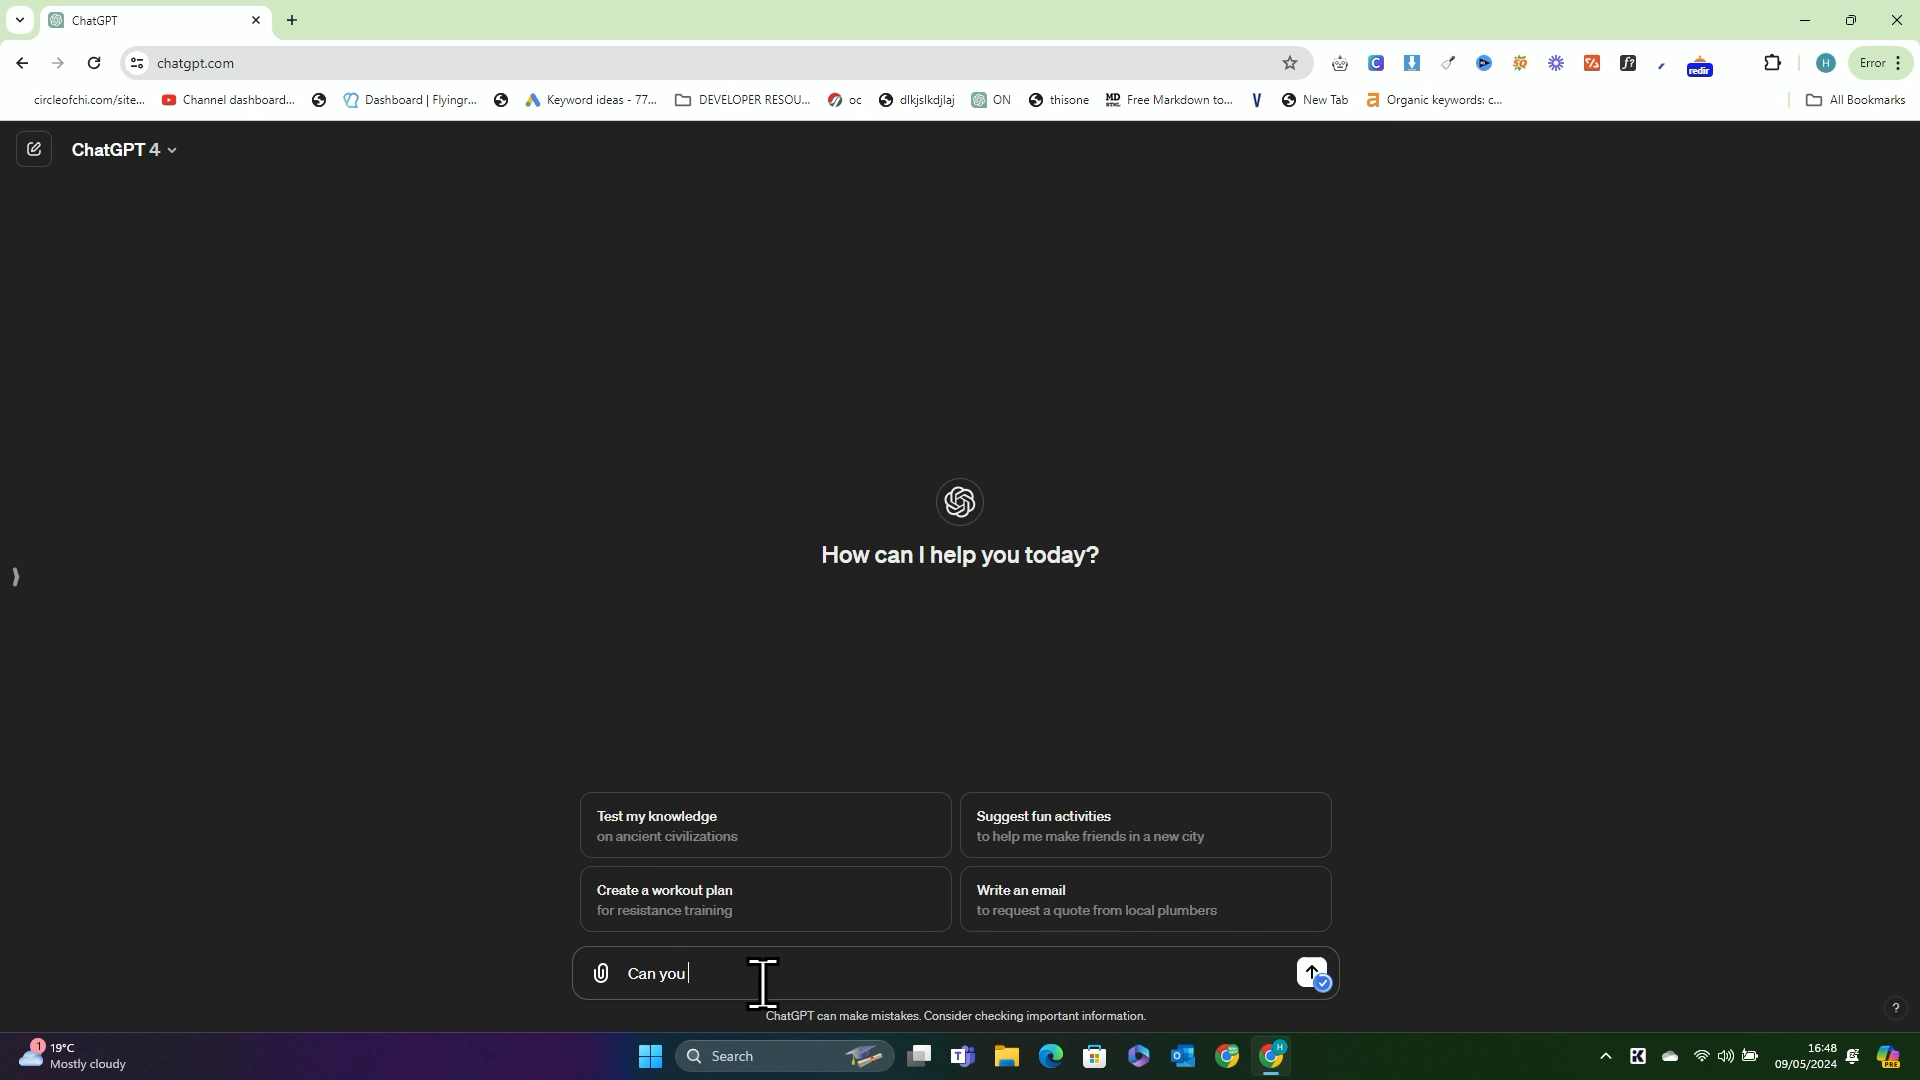 ChatGPT
chatgpt.com
Error
circleofchi.com/site...
Channel dashboard...
Dashboard | Flyingr...
Keyword ideas - 77...
DEVELOPER RESOU...
oc
dlkjslkdjlaj
ON
thisone
Free Markdown to...
New Tab
Organic keywords: c...
All Bookmarks
redir
ChatGPT 4
How can I help you today?
Test my knowledge
on ancient civilizations
Suggest fun activities
to help me make friends in a new city
Create a workout plan
for resistance training
Write an email
to request a quote from local plumbers
Can you
ChatGPT can make mistakes. Consider checking important information.
?
1
19°C
Mostly cloudy
Search
16:48
09/05/2024